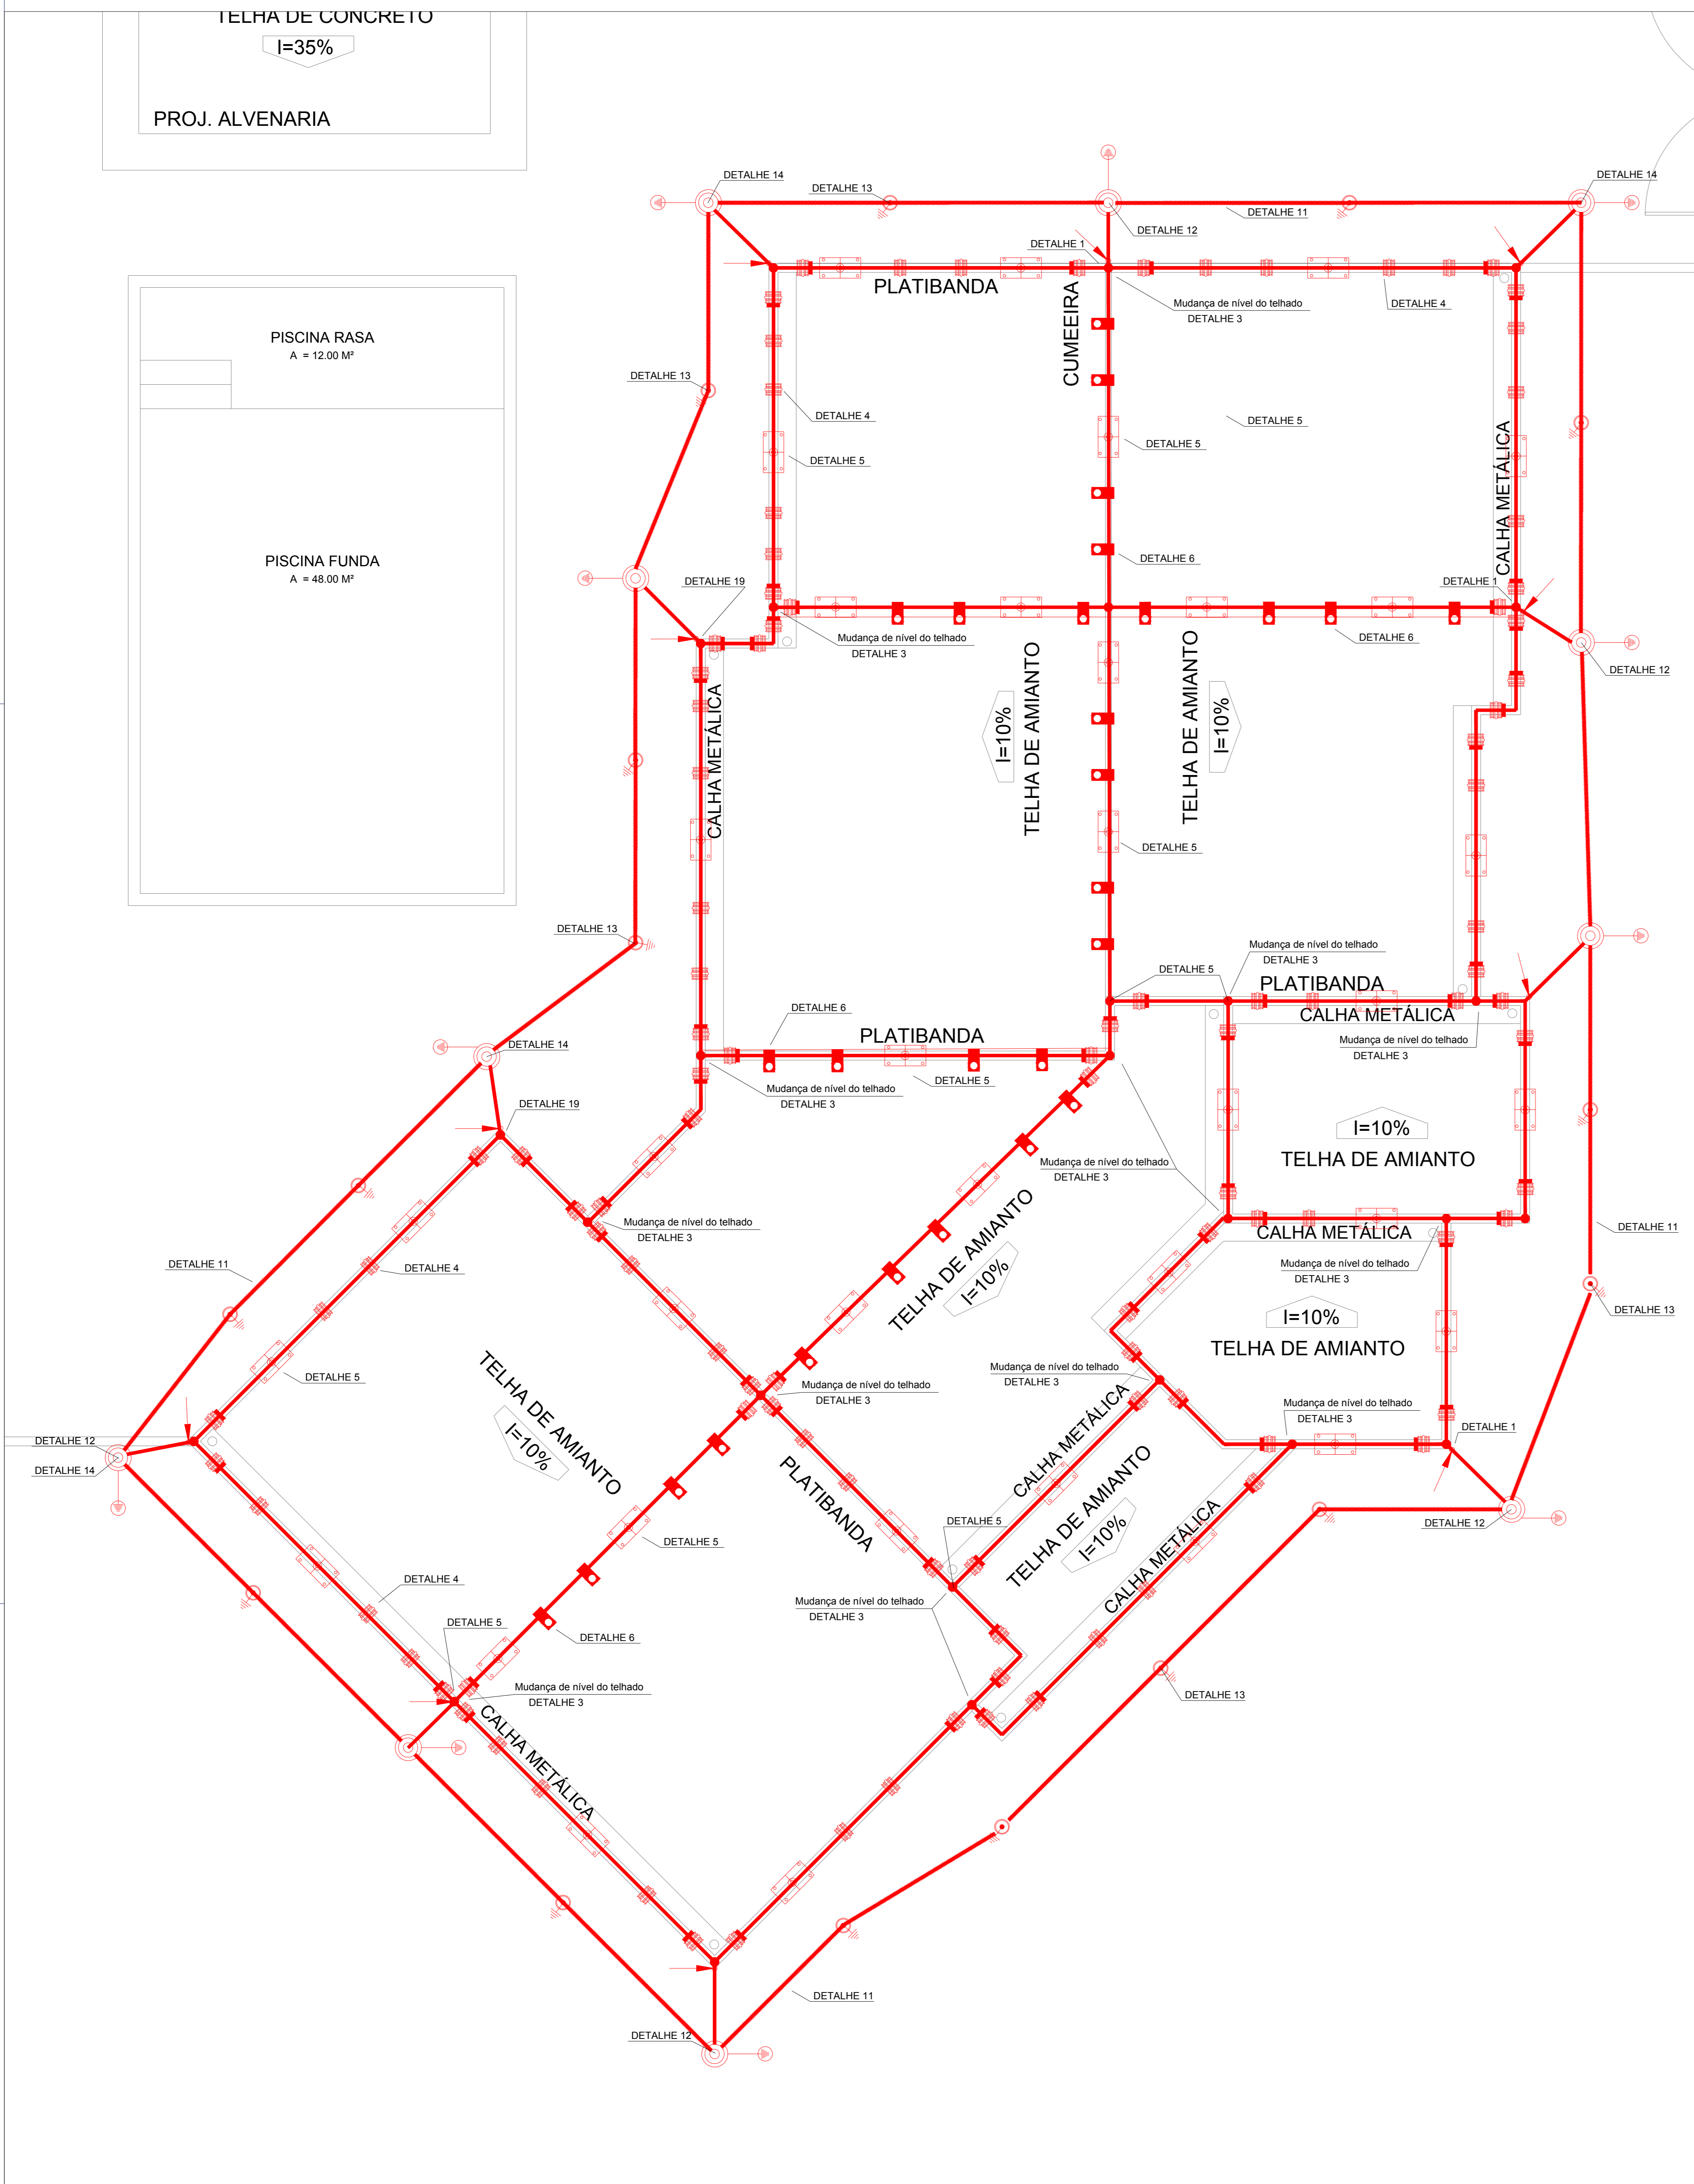 TELHA DE CONCRETO
I=35%
PROJ. ALVENARIA
DETALHE 14
DETALHE 13
DETALHE 14
DETALHE 11
DETALHE 12
DETALHE 1
PLATIBANDA
CUMEEIRA
Mudança de nível do telhado
DETALHE 3
DETALHE 4
PISCINA RASA
A = 12.00 M²
DETALHE 13
DETALHE 4
DETALHE 5
DETALHE 5
DETALHE 5
CALHA METÁLICA
PISCINA FUNDA
A = 48.00 M²
DETALHE 6
DETALHE 19
DETALHE 1
Mudança de nível do telhado
DETALHE 3
DETALHE 6
DETALHE 12
CALHA METÁLICA
I=10%
TELHA DE AMIANTO
TELHA DE AMIANTO
I=10%
DETALHE 5
DETALHE 13
Mudança de nível do telhado
DETALHE 3
DETALHE 5
PLATIBANDA
CALHA METÁLICA
DETALHE 6
PLATIBANDA
Mudança de nível do telhado
DETALHE 3
DETALHE 14
DETALHE 5
Mudança de nível do telhado
DETALHE 3
DETALHE 19
I=10%
TELHA DE AMIANTO
Mudança de nível do telhado
DETALHE 3
Mudança de nível do telhado
DETALHE 3
DETALHE 11
CALHA METÁLICA
DETALHE 11
DETALHE 4
TELHA DE AMIANTO
I=10%
Mudança de nível do telhado
DETALHE 3
DETALHE 13
I=10%
TELHA DE AMIANTO
DETALHE 5
TELHA DE AMIANTO
I=10%
Mudança de nível do telhado
DETALHE 3
Mudança de nível do telhado
DETALHE 3
Mudança de nível do telhado
DETALHE 3
DETALHE 1
DETALHE 12
DETALHE 14
CALHA METÁLICA
PLATIBANDA
TELHA DE AMIANTO
I=10%
DETALHE 5
DETALHE 5
DETALHE 12
CALHA METÁLICA
DETALHE 4
Mudança de nível do telhado
DETALHE 3
DETALHE 5
DETALHE 6
Mudança de nível do telhado
DETALHE 3
DETALHE 13
CALHA METÁLICA
DETALHE 11
DETALHE 12